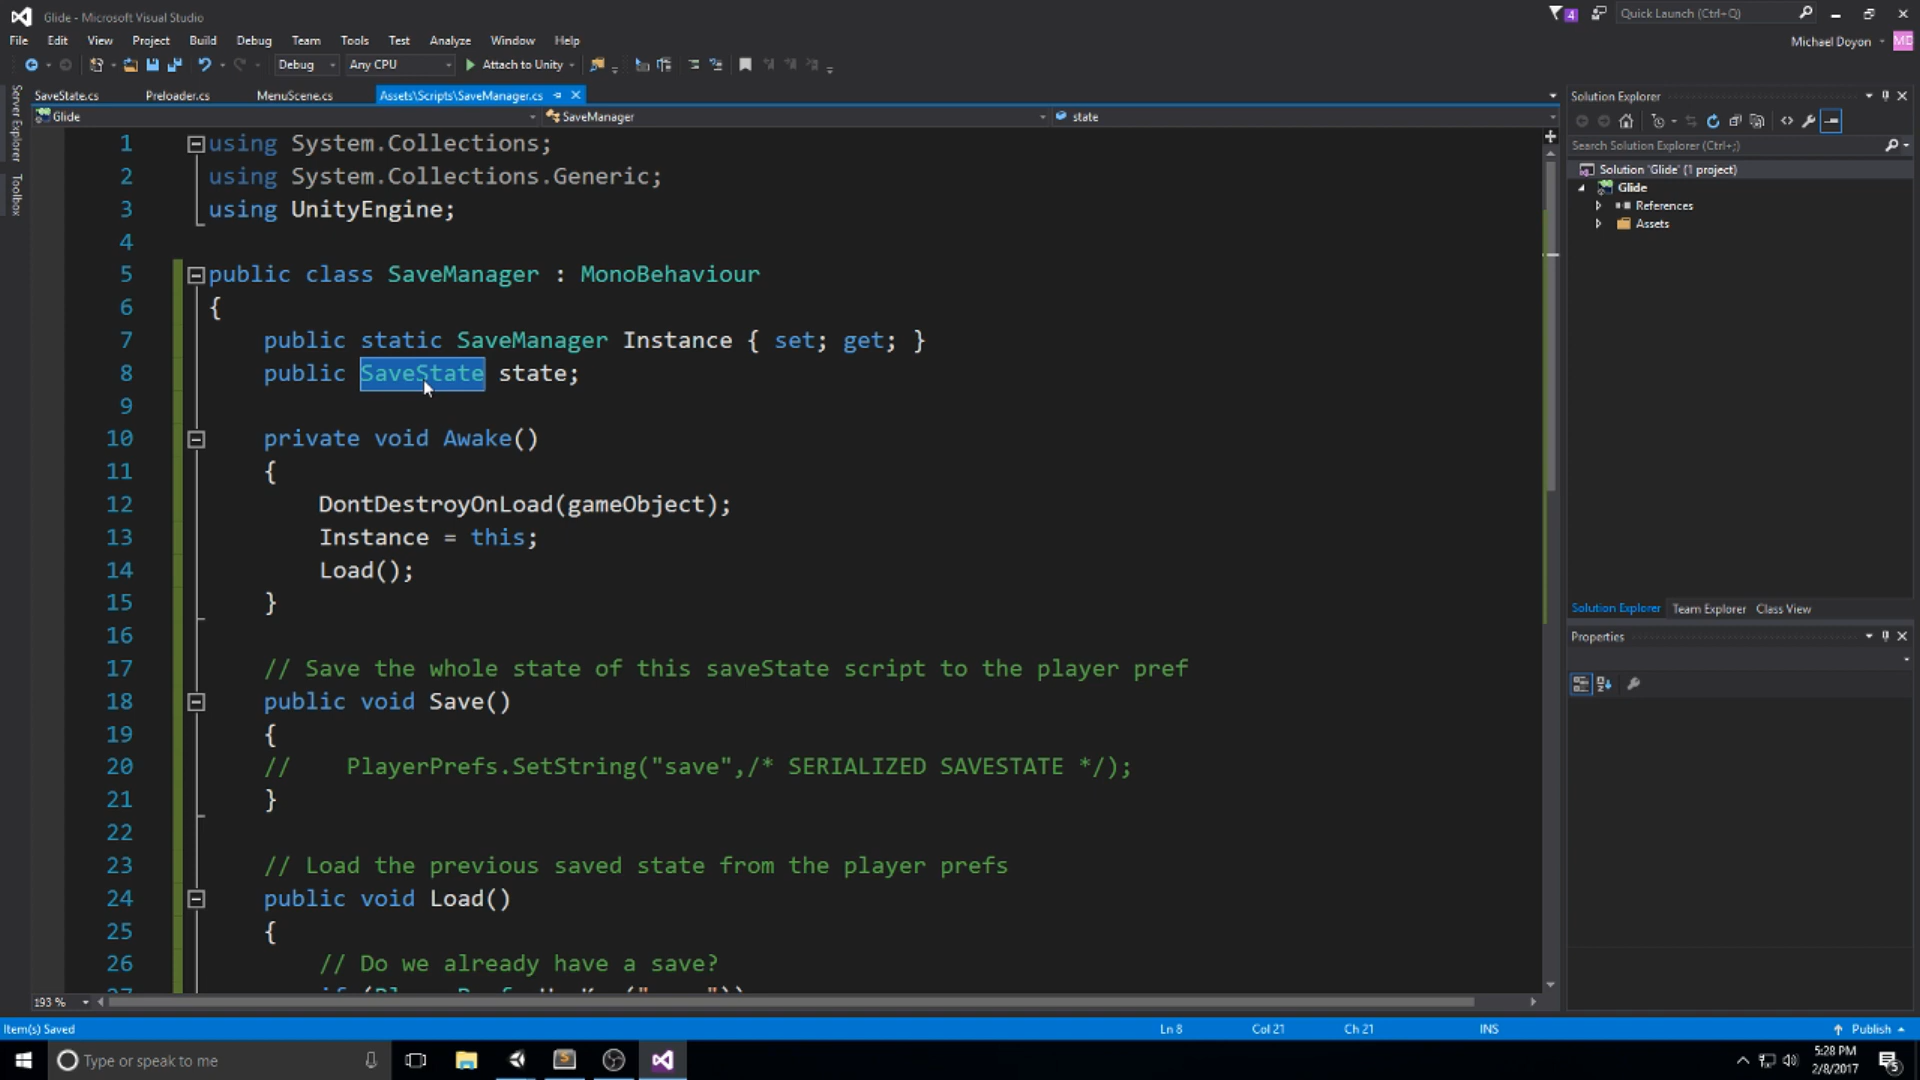 Glide - Microsoft Visual Studio
4
Quick Launch (Ctrl+Q)
File Edit View Project Build Debug Team Tools Test Analyze Window Help
Michael Doyon
MD
Debug
Any CPU
Attach to Unity
SaveState.cs
Preloader.cs
MenuScene.cs
Assets\Scripts\SaveManager.cs
Glide
SaveManager
state
Server Explorer
Toolbox
1 using System.Collections;
2 using System.Collections.Generic;
3 using UnityEngine;
4
5 public class SaveManager : MonoBehaviour
6 {
7 public static SaveManager Instance { set; get; }
8 public SaveState state;
9
10 private void Awake()
11 {
12 DontDestroyOnLoad(gameObject);
13 Instance = this;
14 Load();
15 }
16
17 // Save the whole state of this saveState script to the player pref
18 public void Save()
19 {
20 // PlayerPrefs.SetString("save",/* SERIALIZED SAVESTATE */);
21 }
22
23 // Load the previous saved state from the player prefs
24 public void Load()
25 {
26 // Do we already have a save?
193 %
Solution Explorer
Search Solution Explorer (Ctrl+;)
Solution 'Glide' (1 project)
Glide
References
Assets
Solution Explorer Team Explorer Class View
Properties
Item(s) Saved
Ln 8
Col 21
Ch 21
INS
Publish
Type or speak to me
5:28 PM
2/8/2017
5